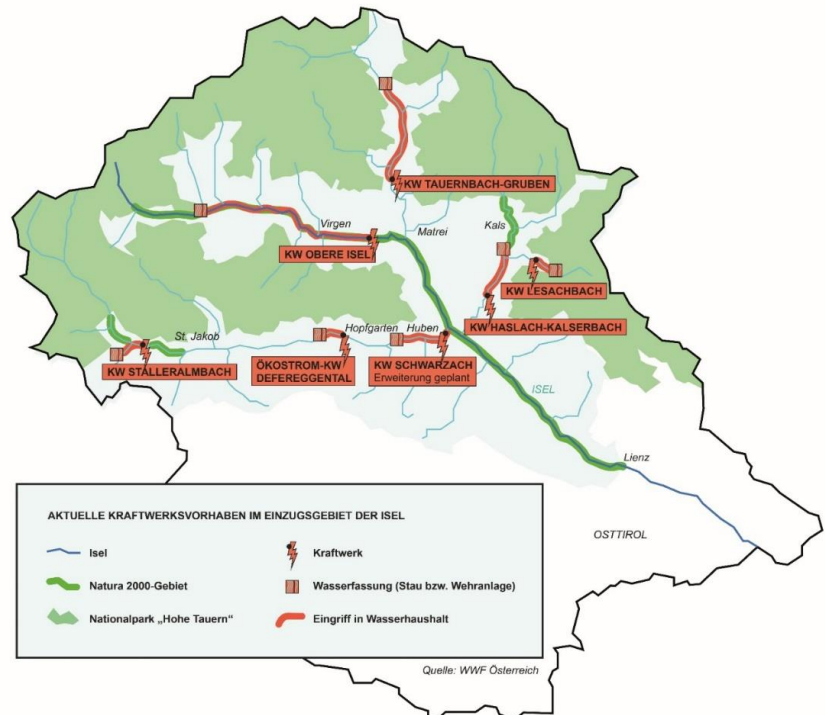 KW TAUERNBACH-GRUBEN
Virgen
Matrei
Kals
KW OBERE ISEL
KW LESACHBACH
KW HASLACH-KALSERBACH
St. Jakob
Hopfgarten
Huben
KW STALLERALMBACH
ÖKOSTROM-KW
DEFEREGGENTAL
KW SCHWARZACH
Erweiterung geplant
ISEL
Lienz
OSTTIROL
AKTUELLE KRAFTWERKSVORHABEN IM EINZUGSGEBIET DER ISEL
Isel
Kraftwerk
Natura 2000-Gebiet
Wasserfassung (Stau bzw. Wehranlage)
Nationalpark „Hohe Tauern“
Eingriff in Wasserhaushalt
Quelle: WWF Österreich